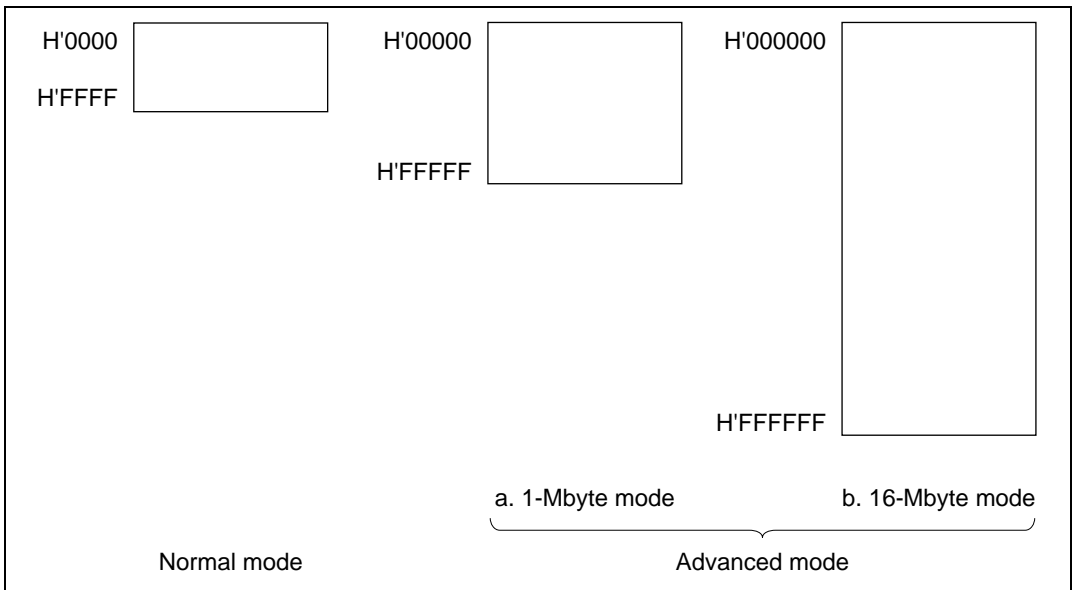 H'0000
H'FFFF
H'00000
H'FFFFF
H'000000
H'FFFFFF
a. 1-Mbyte mode
b. 16-Mbyte mode
Normal mode
Advanced mode